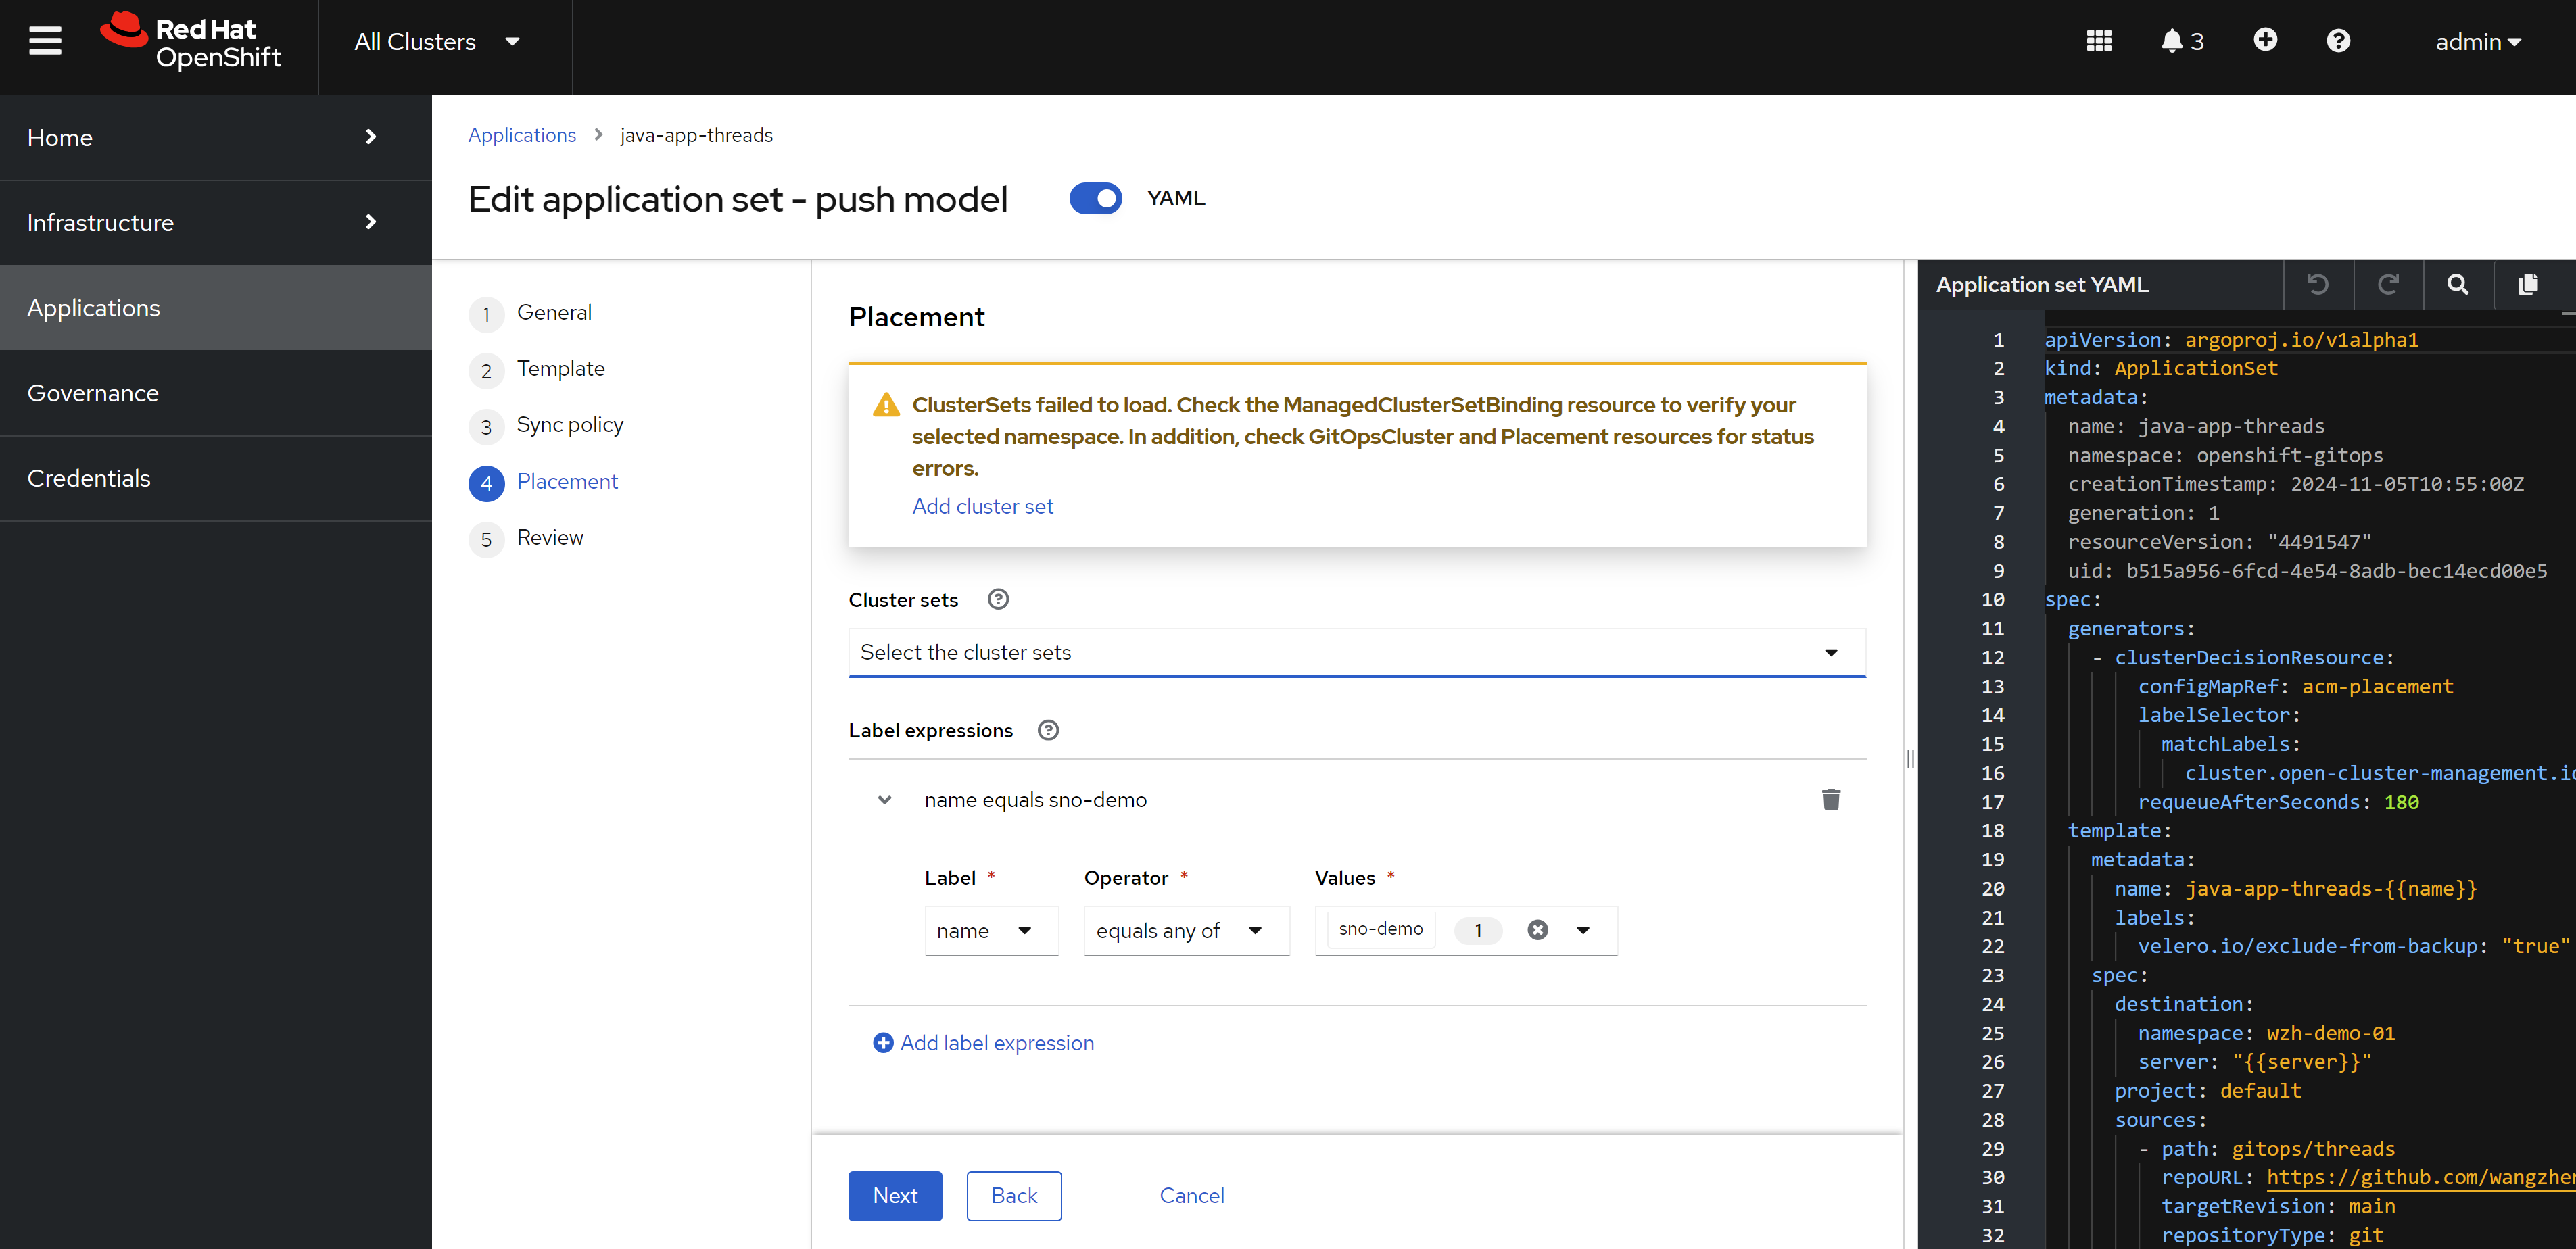 Red Hat
OpenShift
All Clusters
3
admin
Home
Infrastructure
Applications
Governance
Credentials
Applications > java-app-threads
Edit application set - push model
YAML
1 General
2 Template
3 Sync policy
4 Placement
5 Review
Placement
ClusterSets failed to load. Check the ManagedClusterSetBinding resource to verify your
selected namespace. In addition, check GitOpsCluster and Placement resources for status
errors.
Add cluster set
Cluster sets
Select the cluster sets
Label expressions
name equals sno-demo
Label * Operator * Values *
name equals any of sno-demo 1
Add label expression
Next Back Cancel
Application set YAML
1 apiVersion: argoproj.io/v1alpha1
2 kind: ApplicationSet
3 metadata:
4 name: java-app-threads
5 namespace: openshift-gitops
6 creationTimestamp: 2024-11-05T10:55:00Z
7 generation: 1
8 resourceVersion: "4491547"
9 uid: b515a956-6fcd-4e54-8adb-bec14ecd00e5
10 spec:
11 generators:
12 - clusterDecisionResource:
13 configMapRef: acm-placement
14 labelSelector:
15 matchLabels:
16 cluster.open-cluster-management.io
17 requeueAfterSeconds: 180
18 template:
19 metadata:
20 name: java-app-threads-{{name}}
21 labels:
22 velero.io/exclude-from-backup: "true"
23 spec:
24 destination:
25 namespace: wzh-demo-01
26 server: "{{server}}"
27 project: default
28 sources:
29 - path: gitops/threads
30 repoURL: https://github.com/wangzhen
31 targetRevision: main
32 repositoryType: git